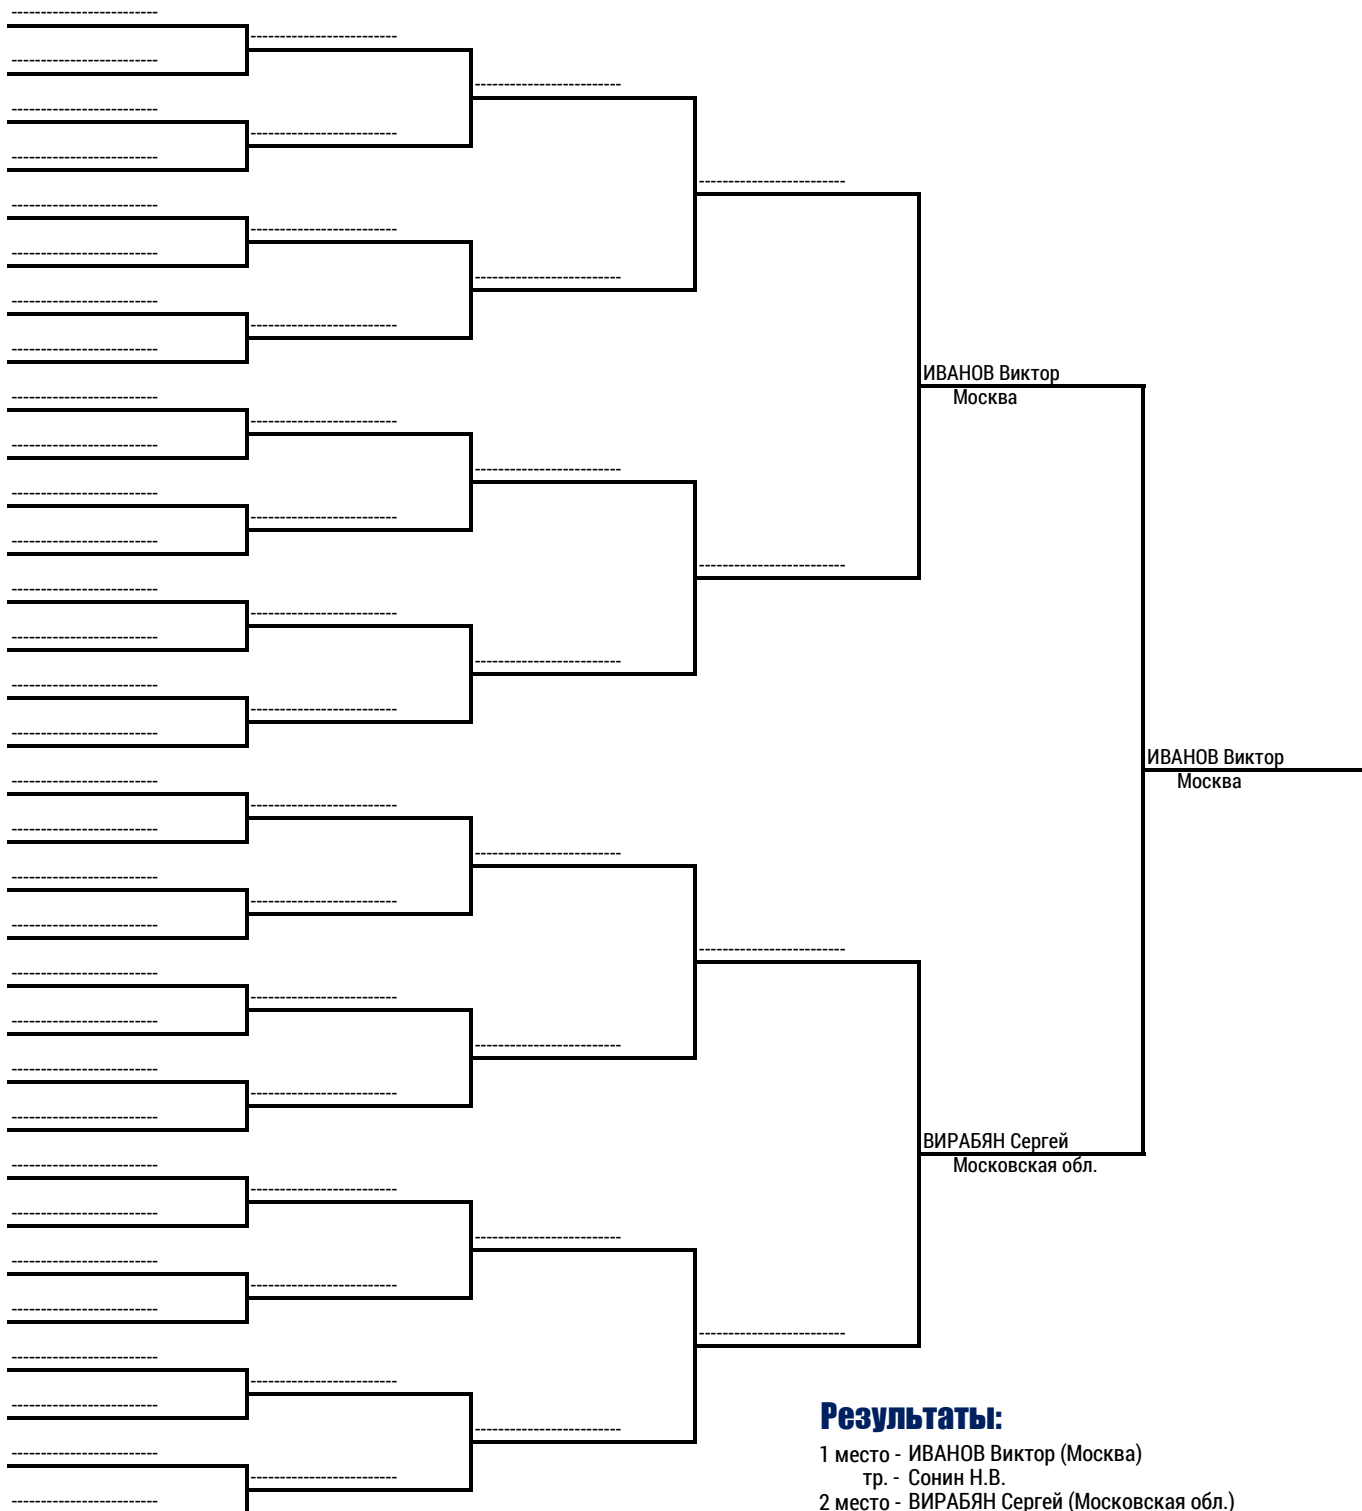 ИВАНОВ Виктор
Москва
ИВАНОВ Виктор
Москва
ВИРАБЯН Сергей
Московская обл.
Результаты:
1 место - ИВАНОВ Виктор (Москва)
тр. - Сонин Н.В.
2 место - ВИРАБЯН Сергей (Московская обл.)